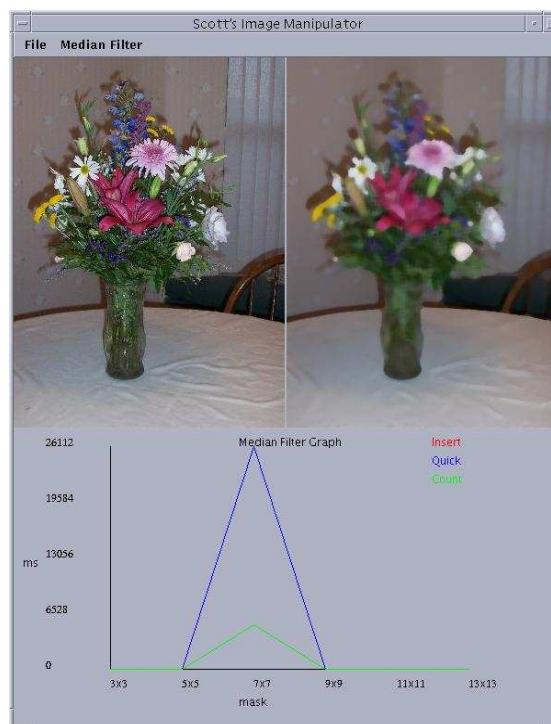 Scott's Image Manipulator
File Median Filter
26112 Median Filter Graph Insert
Quick
Count
19584
13056
ms
6528
0
3x3 5x5 7x7 9x9 11x11 13x13
mask